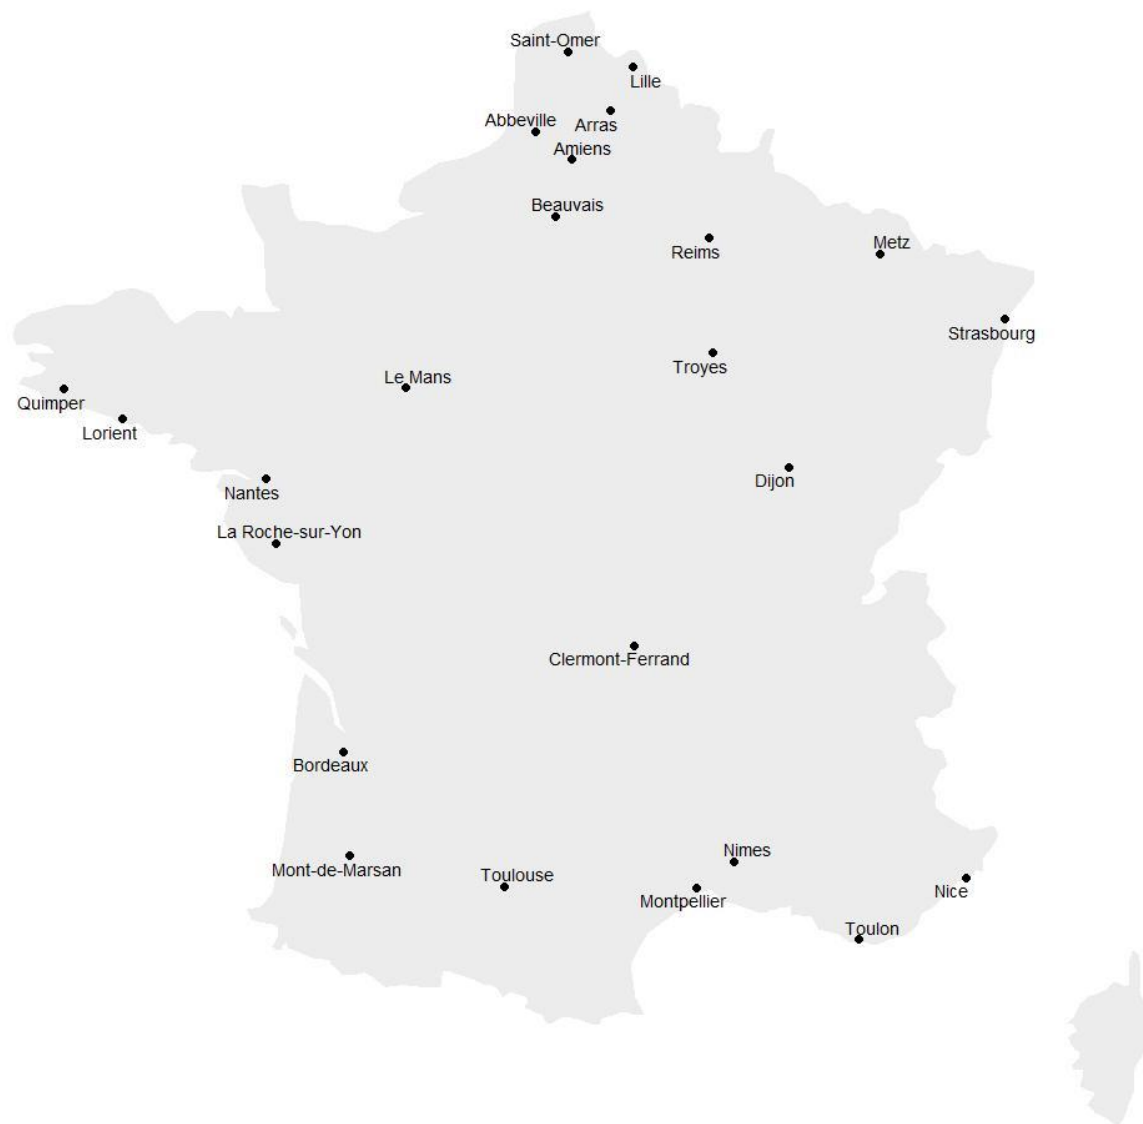 Saint-Omer
Lille
Abbeville
Arras
Amiens
Beauvais
Reims
Metz
Strasbourg
Troyes
Le Mans
Quimper
Lorient
Dijon
Nantes
La Roche-sur-Yon
Clermont-Ferrand
Bordeaux
Nimes
Mont-de-Marsan
Toulouse
Nice
Montpellier
Toulon